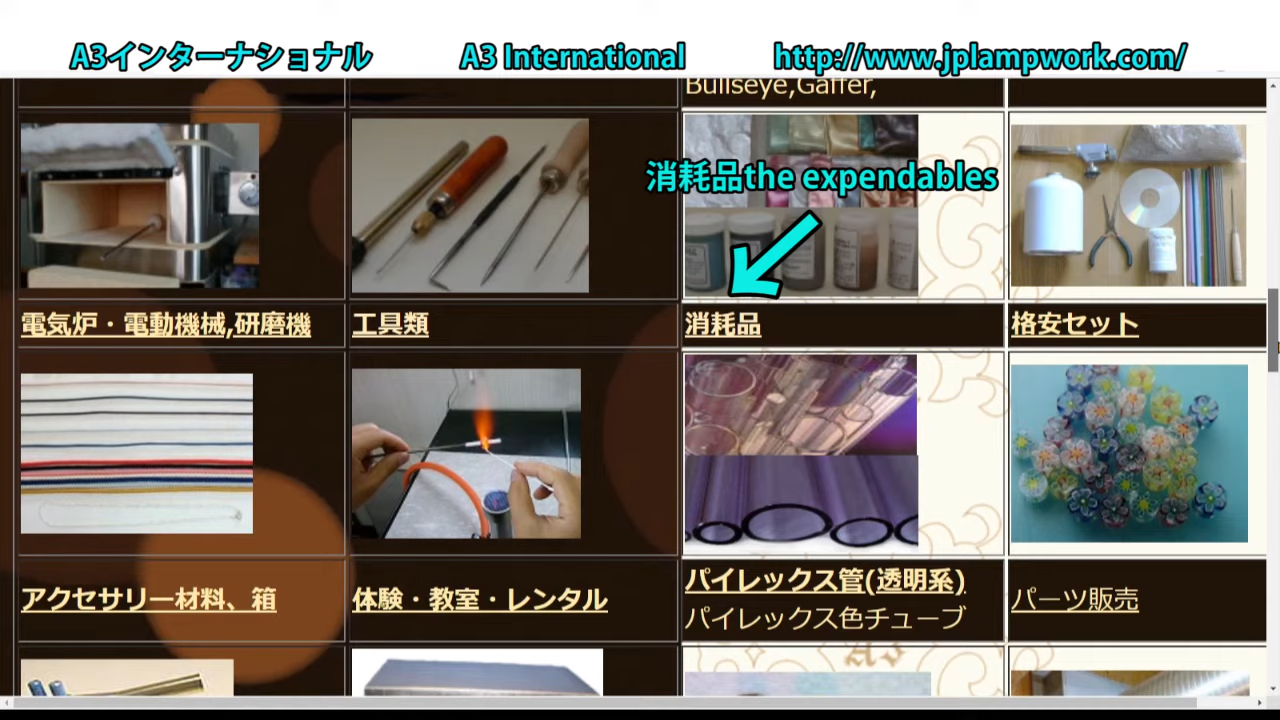 A3インターナショナル A3 International http://www.jplampwork.com/
Bullseye,Gaffer,
消耗品the expendables
電気炉・電動機械,研磨機
工具類
消耗品
格安セット
アクセサリー材料、箱
体験・教室・レンタル
パイレックス管(透明系)
パイレックス色チューブ
パーツ販売